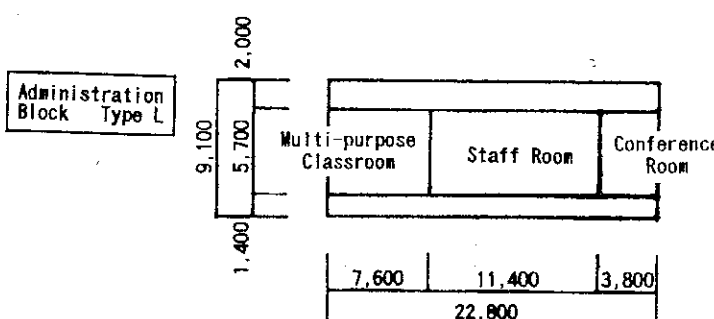 Administration
Block Type L
2,000
9,100
5,700
1,400
Multi-purpose
Classroom
Staff Room
Conference
Room
7,600
11,400
3,800
22,800